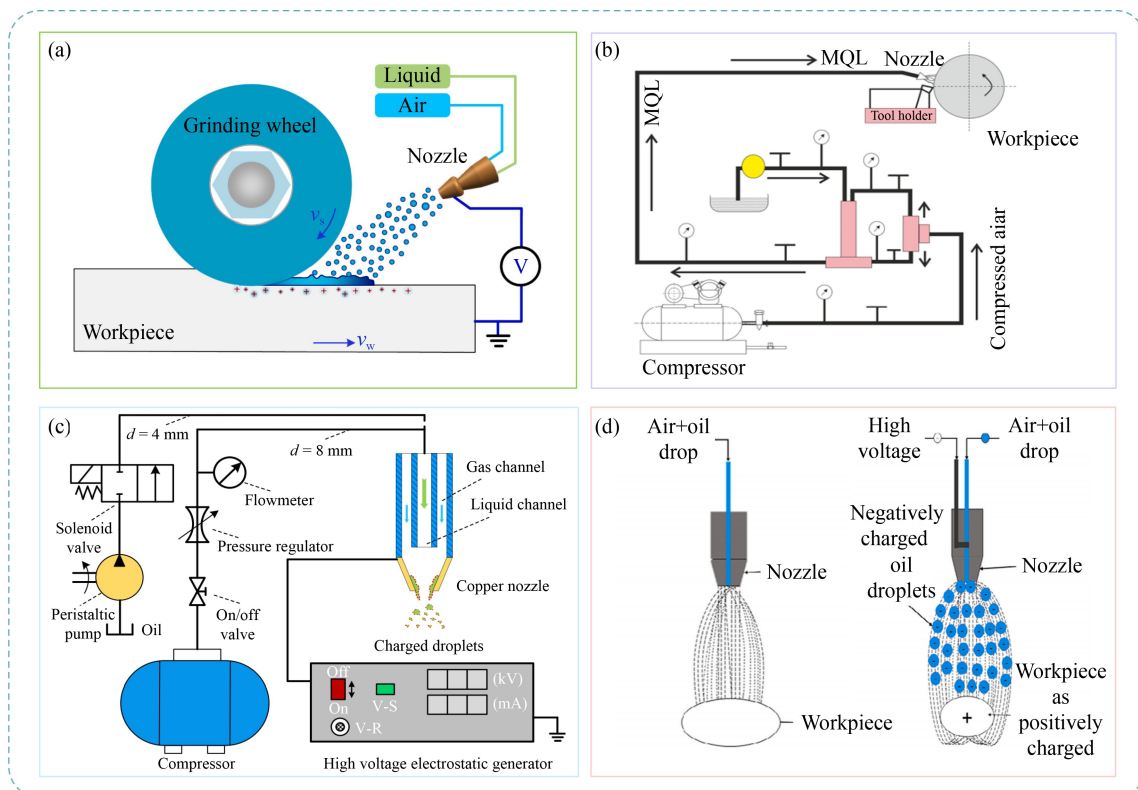 (a)
Liquid
Air
Grinding wheel
Nozzle
v_s
V
Workpiece
v_w
(b)
MQL
Nozzle
MQL
Tool holder
Workpiece
Compressed aiar
Compressor
(c)
d = 4 mm
d = 8 mm
Gas channel
Flowmeter
Liquid channel
Solenoid
valve
Pressure regulator
Copper nozzle
Peristaltic
pump
On/off
valve
Oil
Charged droplets
Off
On
V-S
V-R
(kV)
(mA)
Compressor
High voltage electrostatic generator
(d)
Air+oil
drop
High
voltage
Air+oil
drop
Negatively
charged
oil
droplets
Nozzle
Nozzle
Workpiece
Workpiece
as
positively
charged
+